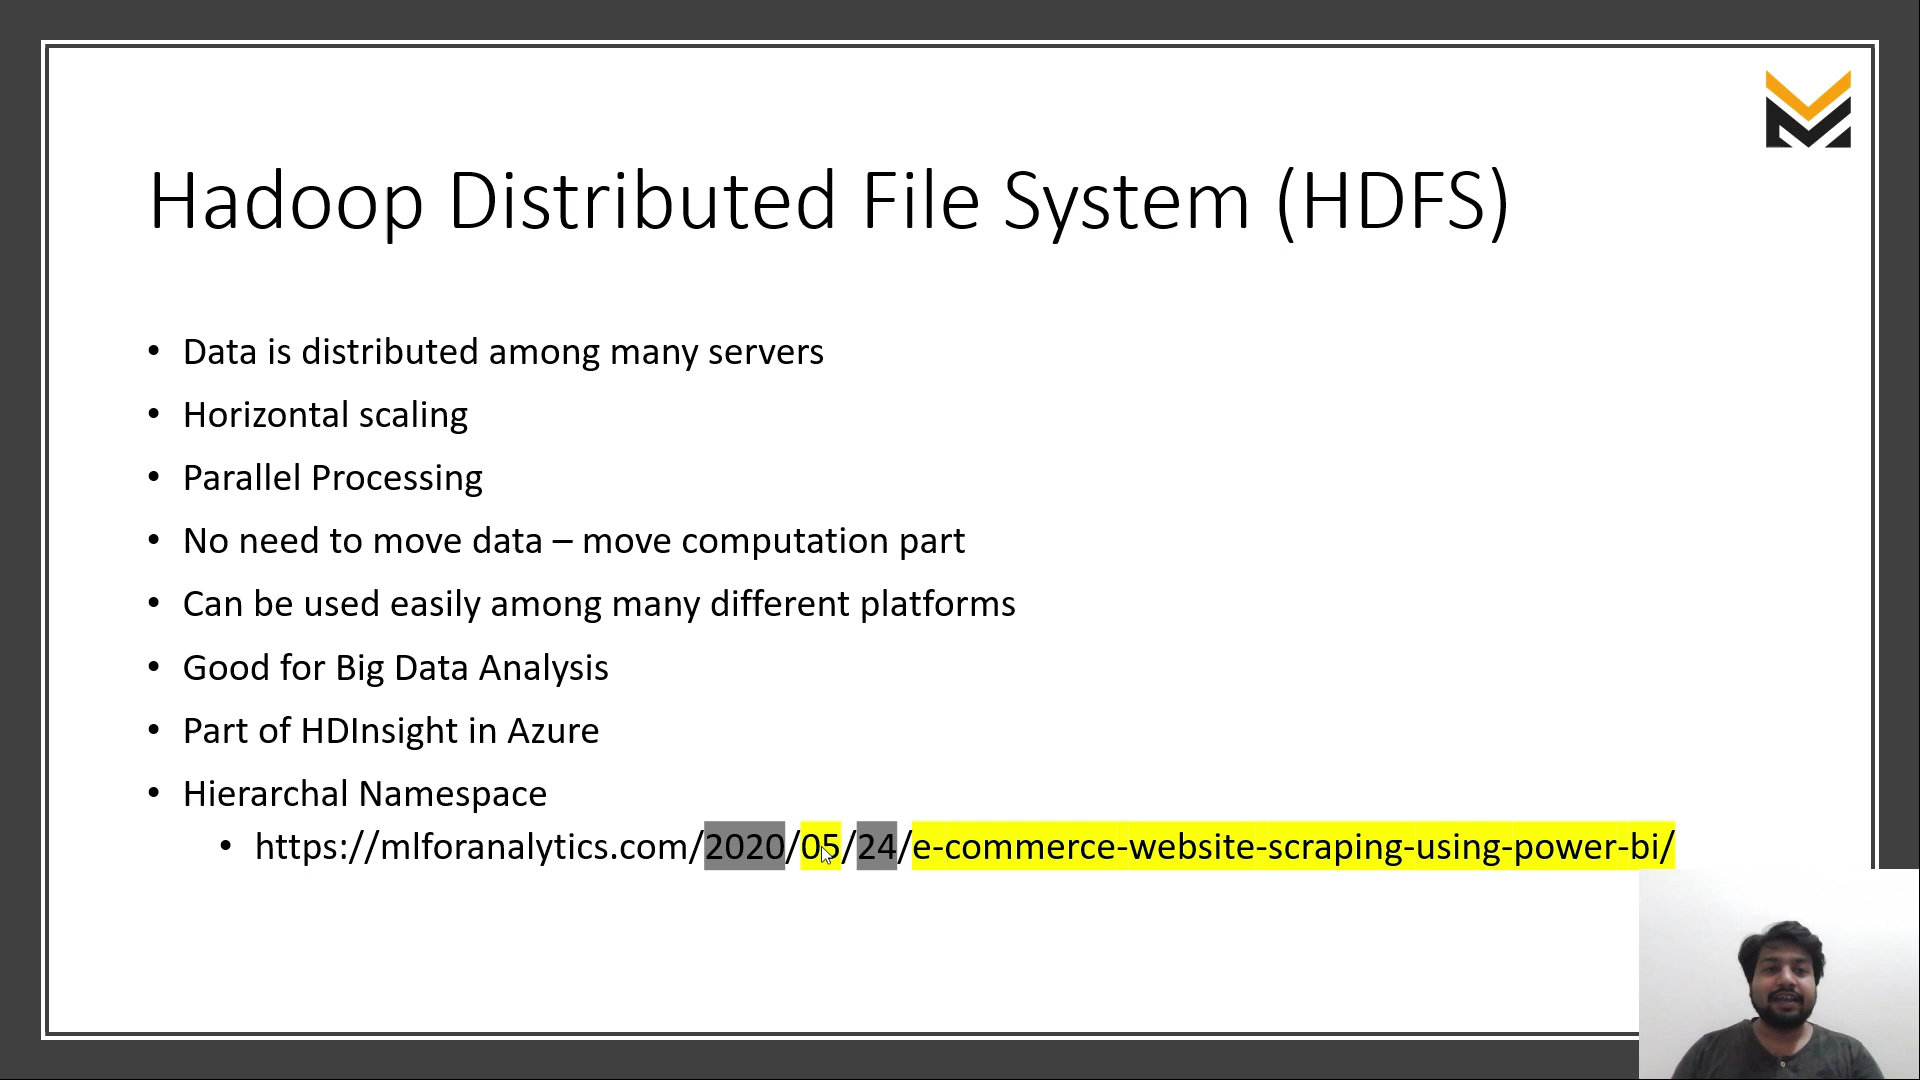 Hadoop Distributed File System (HDFS)
• Data is distributed among many servers
• Horizontal scaling
• Parallel Processing
• No need to move data – move computation part
• Can be used easily among many different platforms
• Good for Big Data Analysis
• Part of HDInsight in Azure
• Hierarchal Namespace
• https://mlforanalytics.com/2020/05/24/e-commerce-website-scraping-using-power-bi/